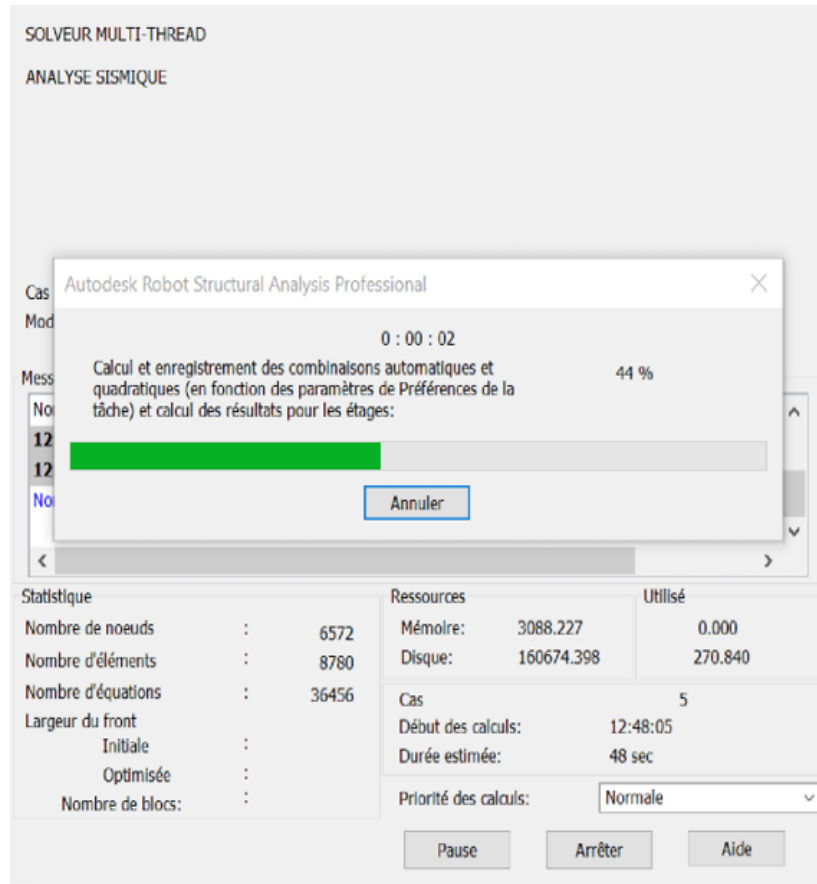 SOLVEUR MULTI-THREAD
ANALYSE SISMIQUE
Autodesk Robot Structural Analysis Professional
Cas
0 : 00 : 02
Calcul et enregistrement des combinaisons automatiques et
quadratiques (en fonction des paramètres de Préférences de la
tâche) et calcul des résultats pour les étages:
44 %
12
12
Annuler
Statistique
Nombre de noeuds : 6572
Nombre d'éléments : 8780
Nombre d'équations : 36456
Largeur du front
Initiale :
Optimisée :
Nombre de blocs: :
Ressources Utilisé
Mémoire: 3088.227 0.000
Disque: 160674.398 270.840
Cas 5
Début des calculs: 12:48:05
Durée estimée: 48 sec
Priorité des calculs: Normale
Pause Arrêter Aide